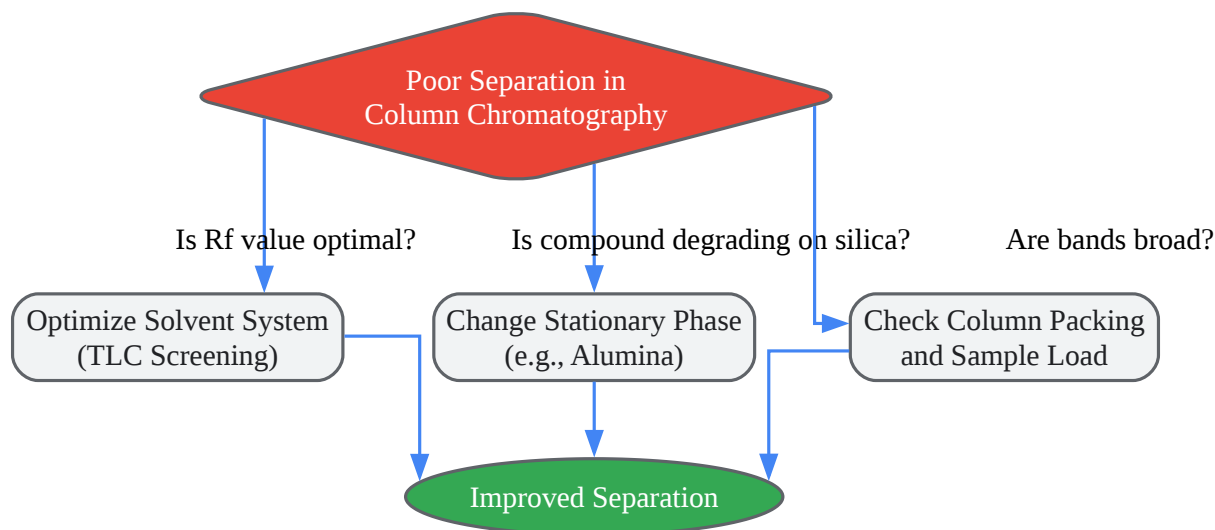 Poor Separation in
Column Chromatography
Is Rf value optimal?
Is compound degrading on silica?
Are bands broad?
Optimize Solvent System
(TLC Screening)
Change Stationary Phase
(e.g., Alumina)
Check Column Packing
and Sample Load
Improved Separation